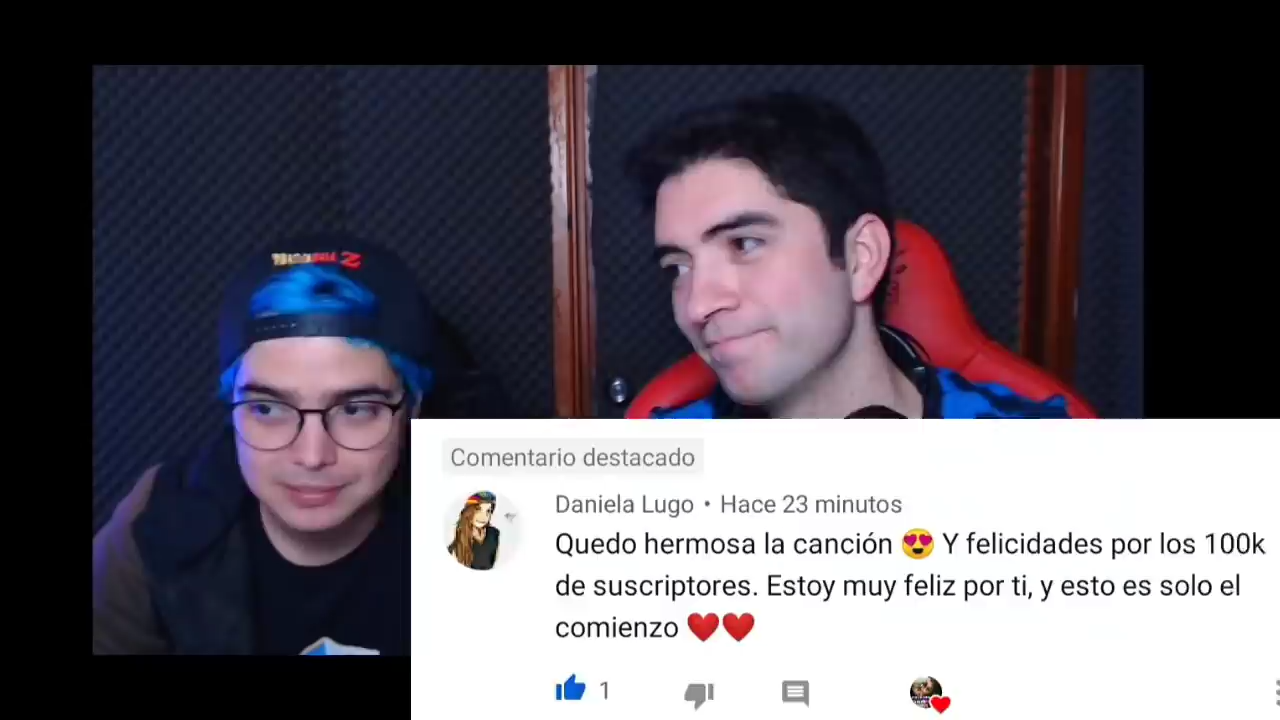 DRAGONBALL Z
Comentario destacado
Daniela Lugo • Hace 23 minutos
Quedo hermosa la canción 😍 Y felicidades por los 100k
de suscriptores. Estoy muy feliz por ti, y esto es solo el
comienzo ❤️❤️
1